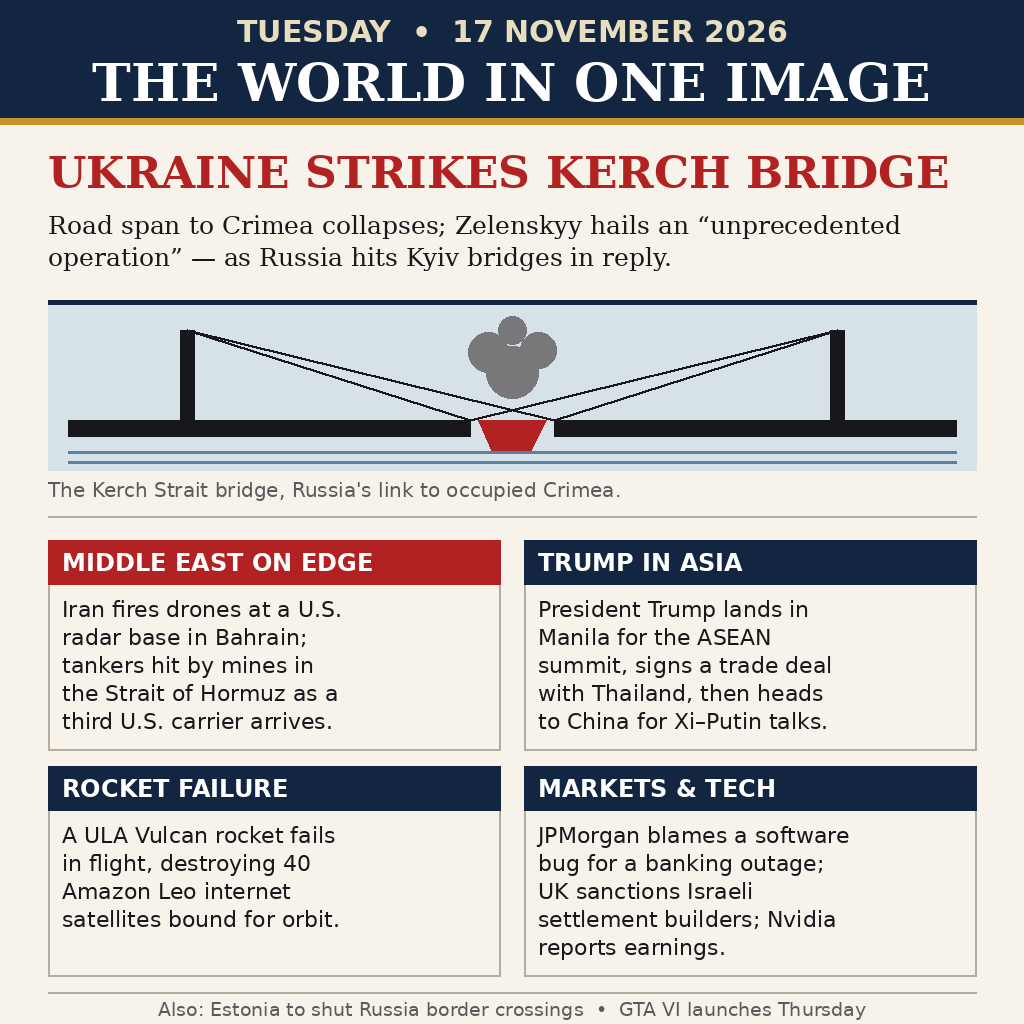 TUESDAY • 17 NOVEMBER 2026
THE WORLD IN ONE IMAGE
UKRAINE STRIKES KERCH BRIDGE
Road span to Crimea collapses; Zelenskyy hails an “unprecedented
operation” — as Russia hits Kyiv bridges in reply.
The Kerch Strait bridge, Russia's link to occupied Crimea.
MIDDLE EAST ON EDGE
Iran fires drones at a U.S.
radar base in Bahrain;
tankers hit by mines in
the Strait of Hormuz as a
third U.S. carrier arrives.
TRUMP IN ASIA
President Trump lands in
Manila for the ASEAN
summit, signs a trade deal
with Thailand, then heads
to China for Xi–Putin talks.
ROCKET FAILURE
A ULA Vulcan rocket fails
in flight, destroying 40
Amazon Leo internet
satellites bound for orbit.
MARKETS & TECH
JPMorgan blames a software
bug for a banking outage;
UK sanctions Israeli
settlement builders; Nvidia
reports earnings.
Also: Estonia to shut Russia border crossings • GTA VI launches Thursday